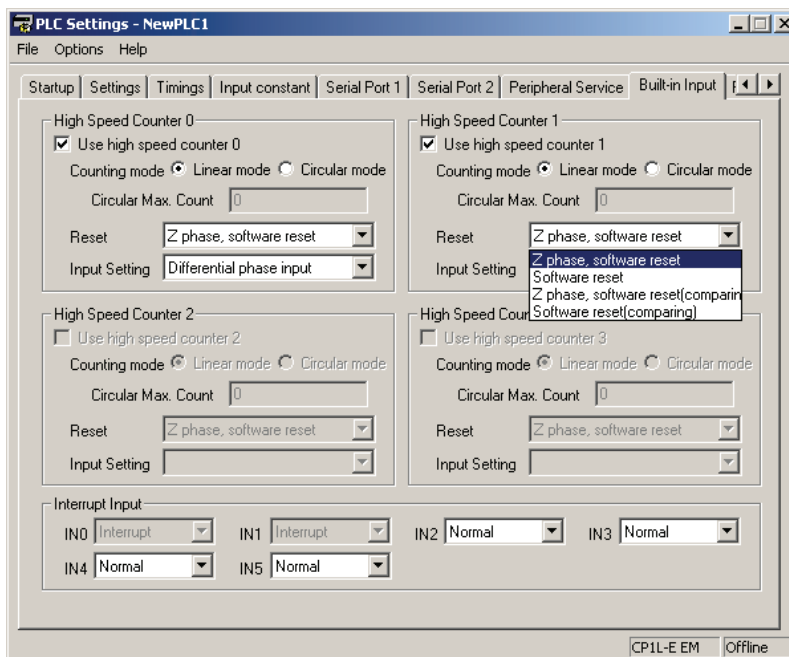 PLC Settings - NewPLC1
File Options Help
Startup Settings Timings Input constant Serial Port 1 Serial Port 2 Peripheral Service Built-in Input
High Speed Counter 0
Use high speed counter 0
Counting mode Linear mode Circular mode
Circular Max. Count 0
Reset Z phase, software reset
Input Setting Differential phase input
High Speed Counter 1
Use high speed counter 1
Counting mode Linear mode Circular mode
Circular Max. Count 0
Reset Z phase, software reset
Input Setting
Z phase, software reset
Software reset
Z phase, software reset(comparin
Software reset(comparing)
High Speed Counter 2
Use high speed counter 2
Counting mode Linear mode Circular mode
Circular Max. Count 0
Reset Z phase, software reset
Input Setting
High Speed Cou
Use high speed counter 3
Counting mode Linear mode Circular mode
Circular Max. Count 0
Reset Z phase, software reset
Input Setting
Interrupt Input
IN0 Interrupt IN1 Interrupt IN2 Normal IN3 Normal
IN4 Normal IN5 Normal
CP1L-E EM Offline